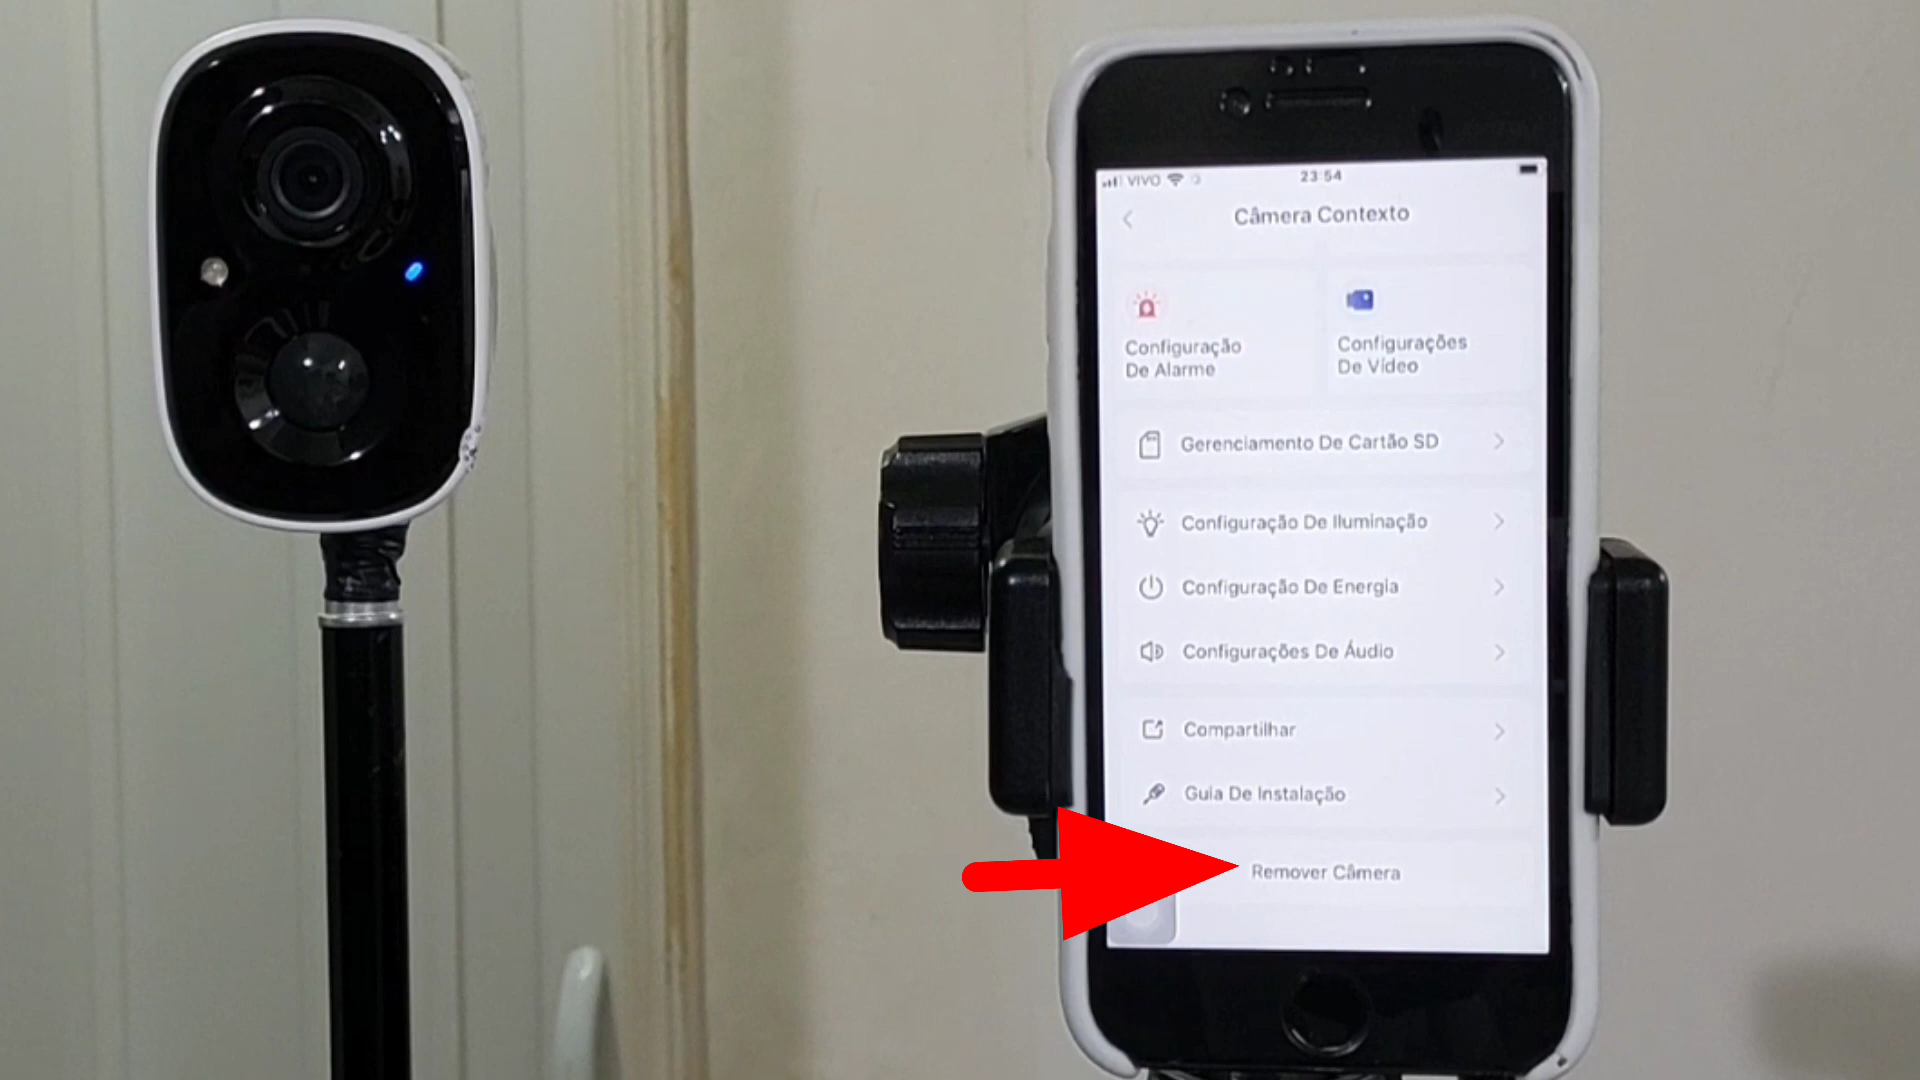 VIVO
23:54
Câmera Contexto
Configuração
De Alarme
Configurações
De Vídeo
Gerenciamento De Cartão SD
Configuração De Iluminação
Configuração De Energia
Configurações De Áudio
Compartilhar
Guia De Instalação
Remover Câmera